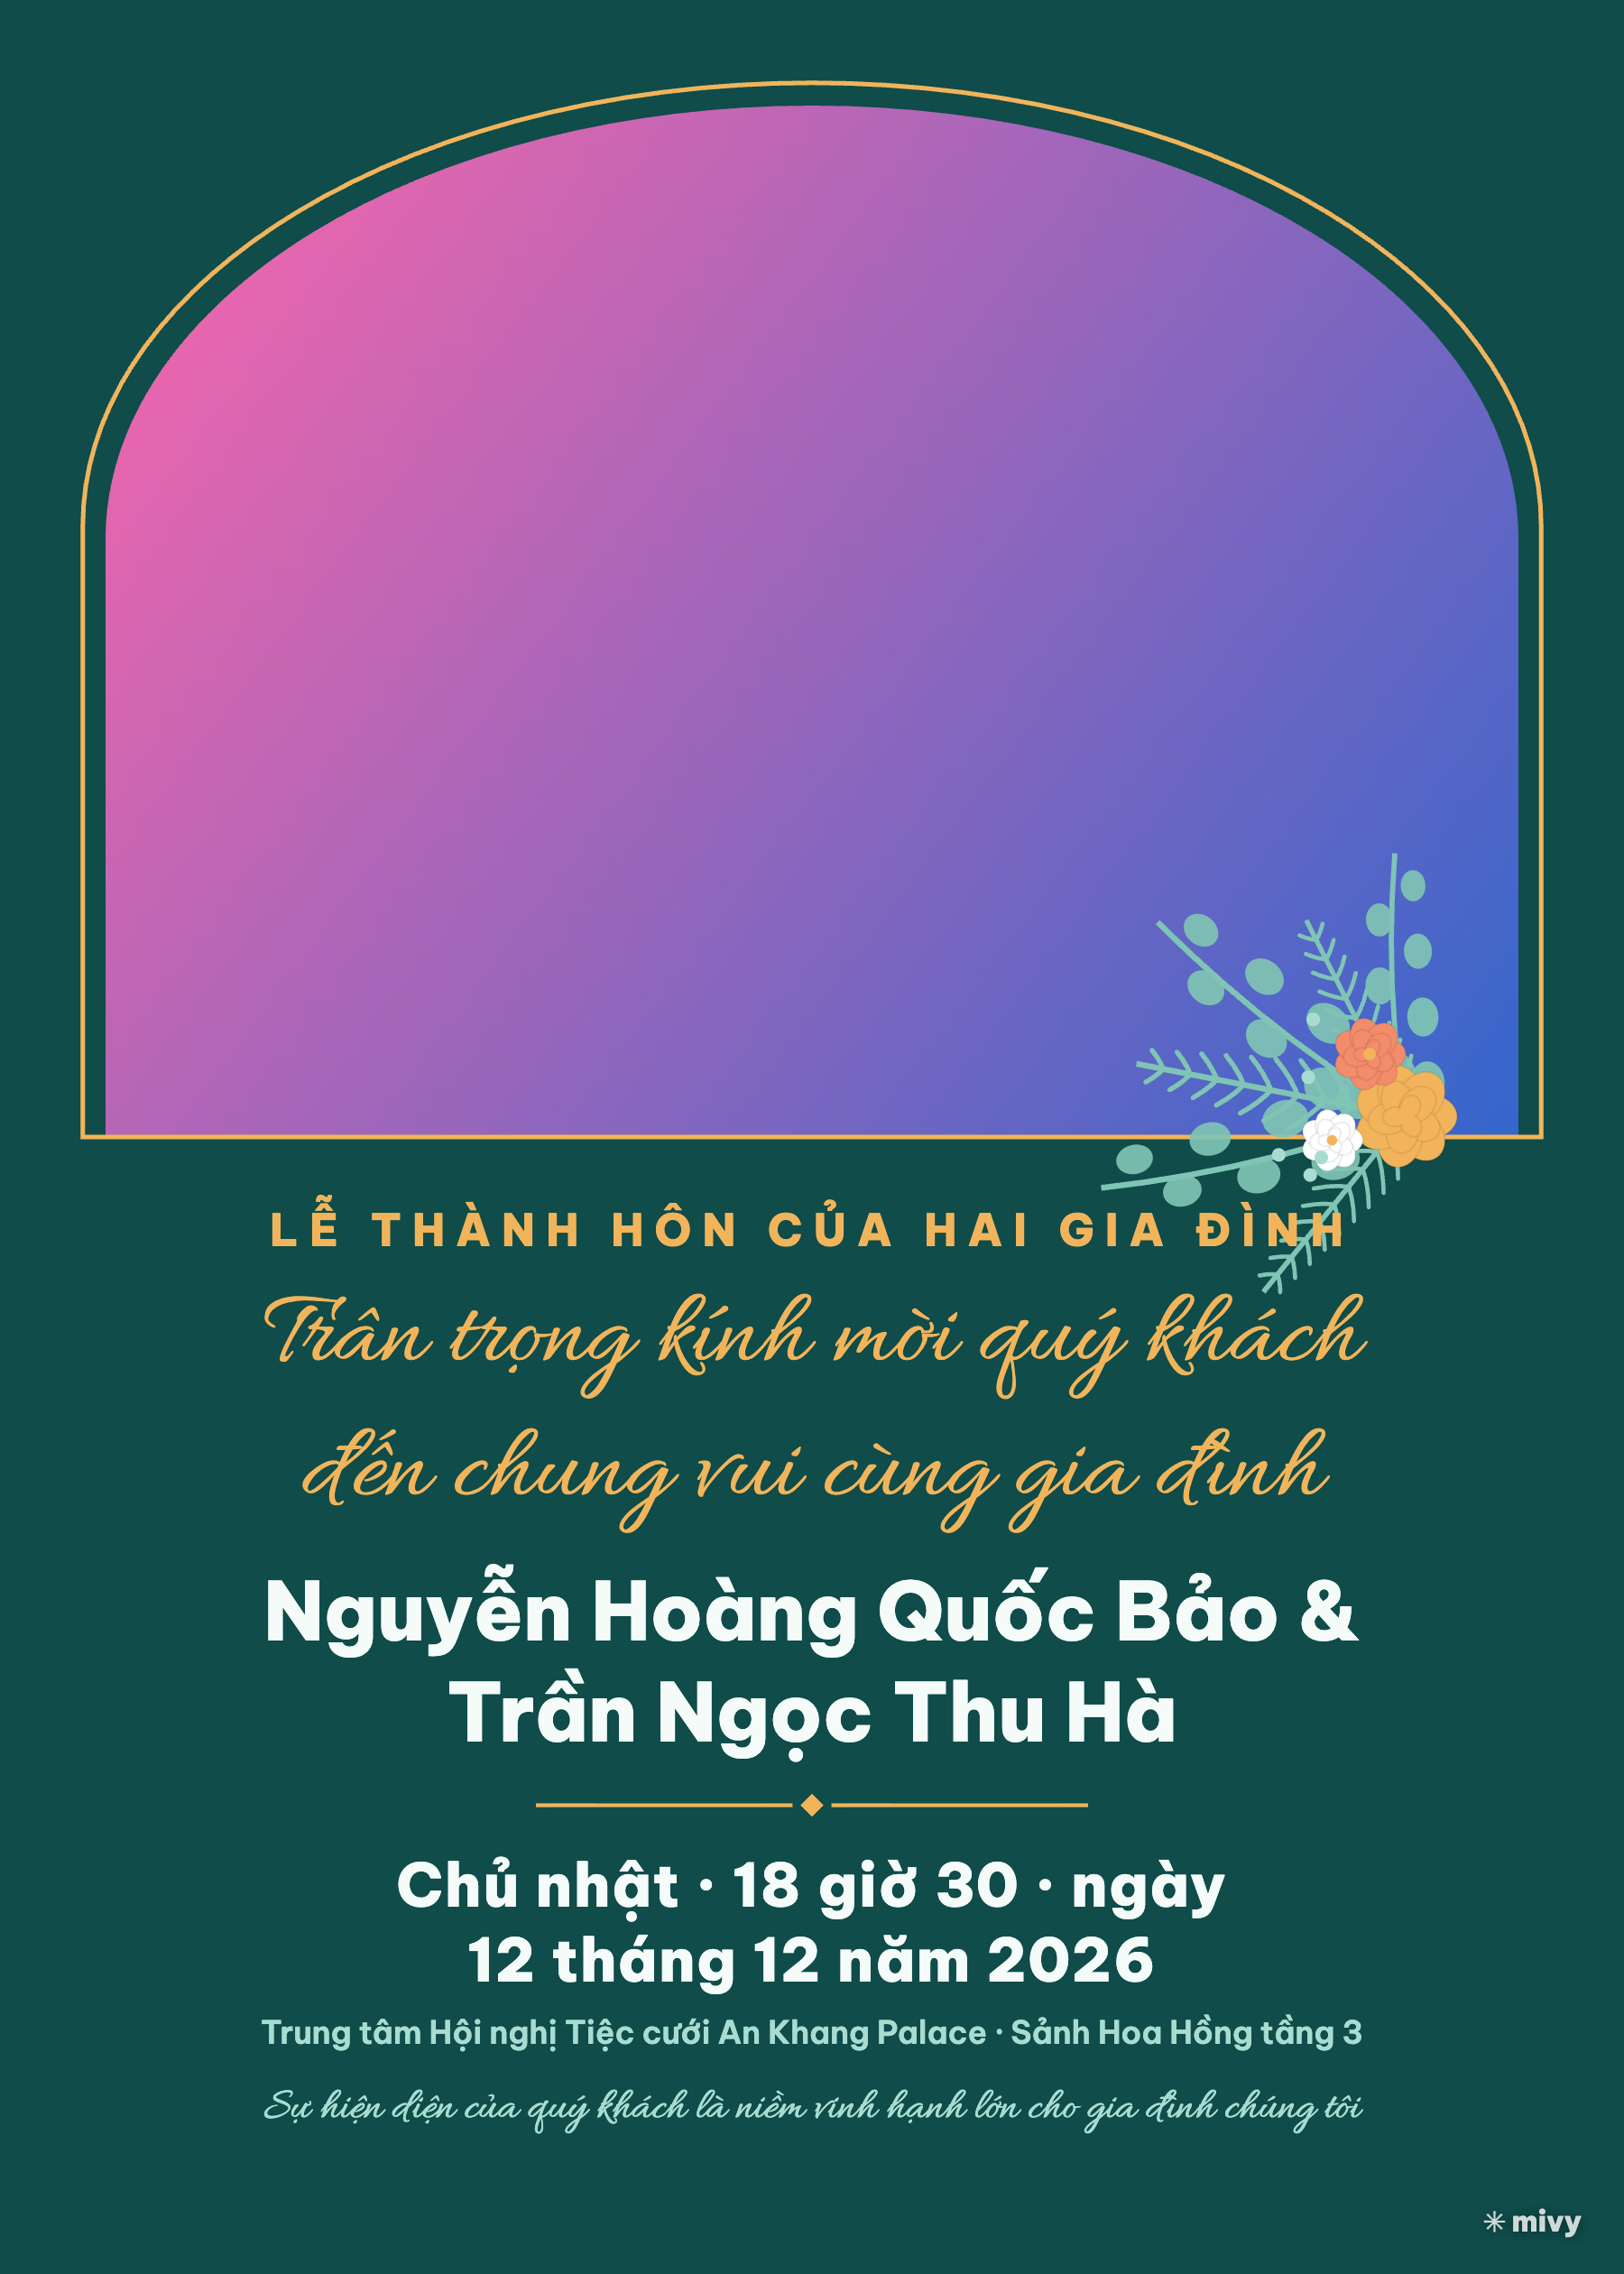 LỄ THÀNH HÔN CỦA HAI GIA ĐÌNH
Trân trọng kính mời quý khách
đến chung vui cùng gia đình
Nguyễn Hoàng Quốc Bảo &
Trần Ngọc Thu Hà
Chủ nhật · 18 giờ 30 · ngày
12 tháng 12 năm 2026
Trung tâm Hội nghị Tiệc cưới An Khang Palace · Sảnh Hoa Hồng tầng 3
Sự hiện diện của quý khách là niềm vinh hạnh lớn cho gia đình chúng tôi
mivy